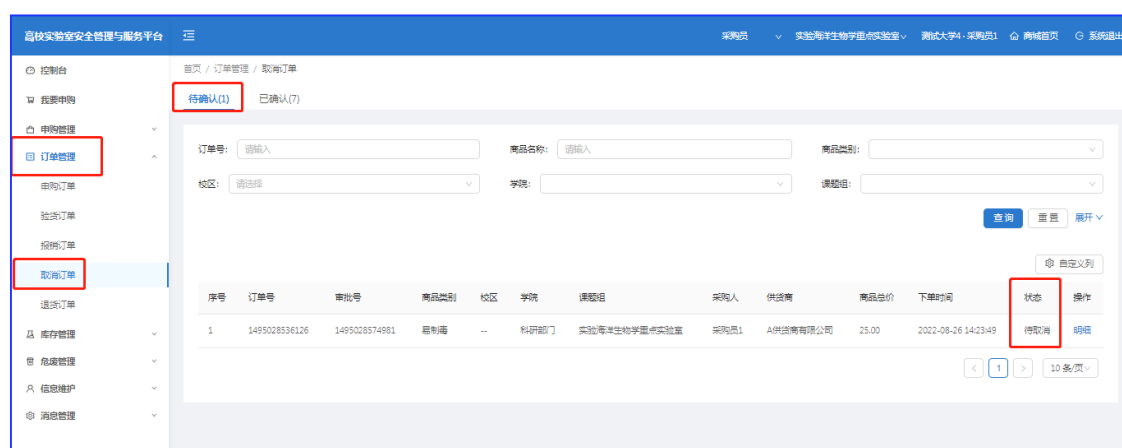 高校实验室安全管理与服务平台 采购员 实验海洋生物学重点实验室 测试大学4 - 采购员1 商城首页 系统退出
控制台
我要申购
申购管理
订单管理
申购订单
验货订单
报销订单
取消订单
退货订单
库存管理
危废管理
信息维护
消息管理
首页 / 订单管理 / 取消订单
待确认(1) 已确认(7)
订单号: 请输入 商品名称: 请输入 商品类别:
校区: 请选择 学院: 课题组:
查询 重置 展开
自定义列
序号 订单号 审批号 商品类别 校区 学院 课题组 采购人 供货商 商品总价 下单时间 状态 操作
1 1495028536126 1495028574981 易制毒 -- 科研部门 实验海洋生物学重点实验室 采购员1 A供货商有限公司 25.00 2022-08-26 14:23:49 待取消 明细
< 1 > 10 条/页